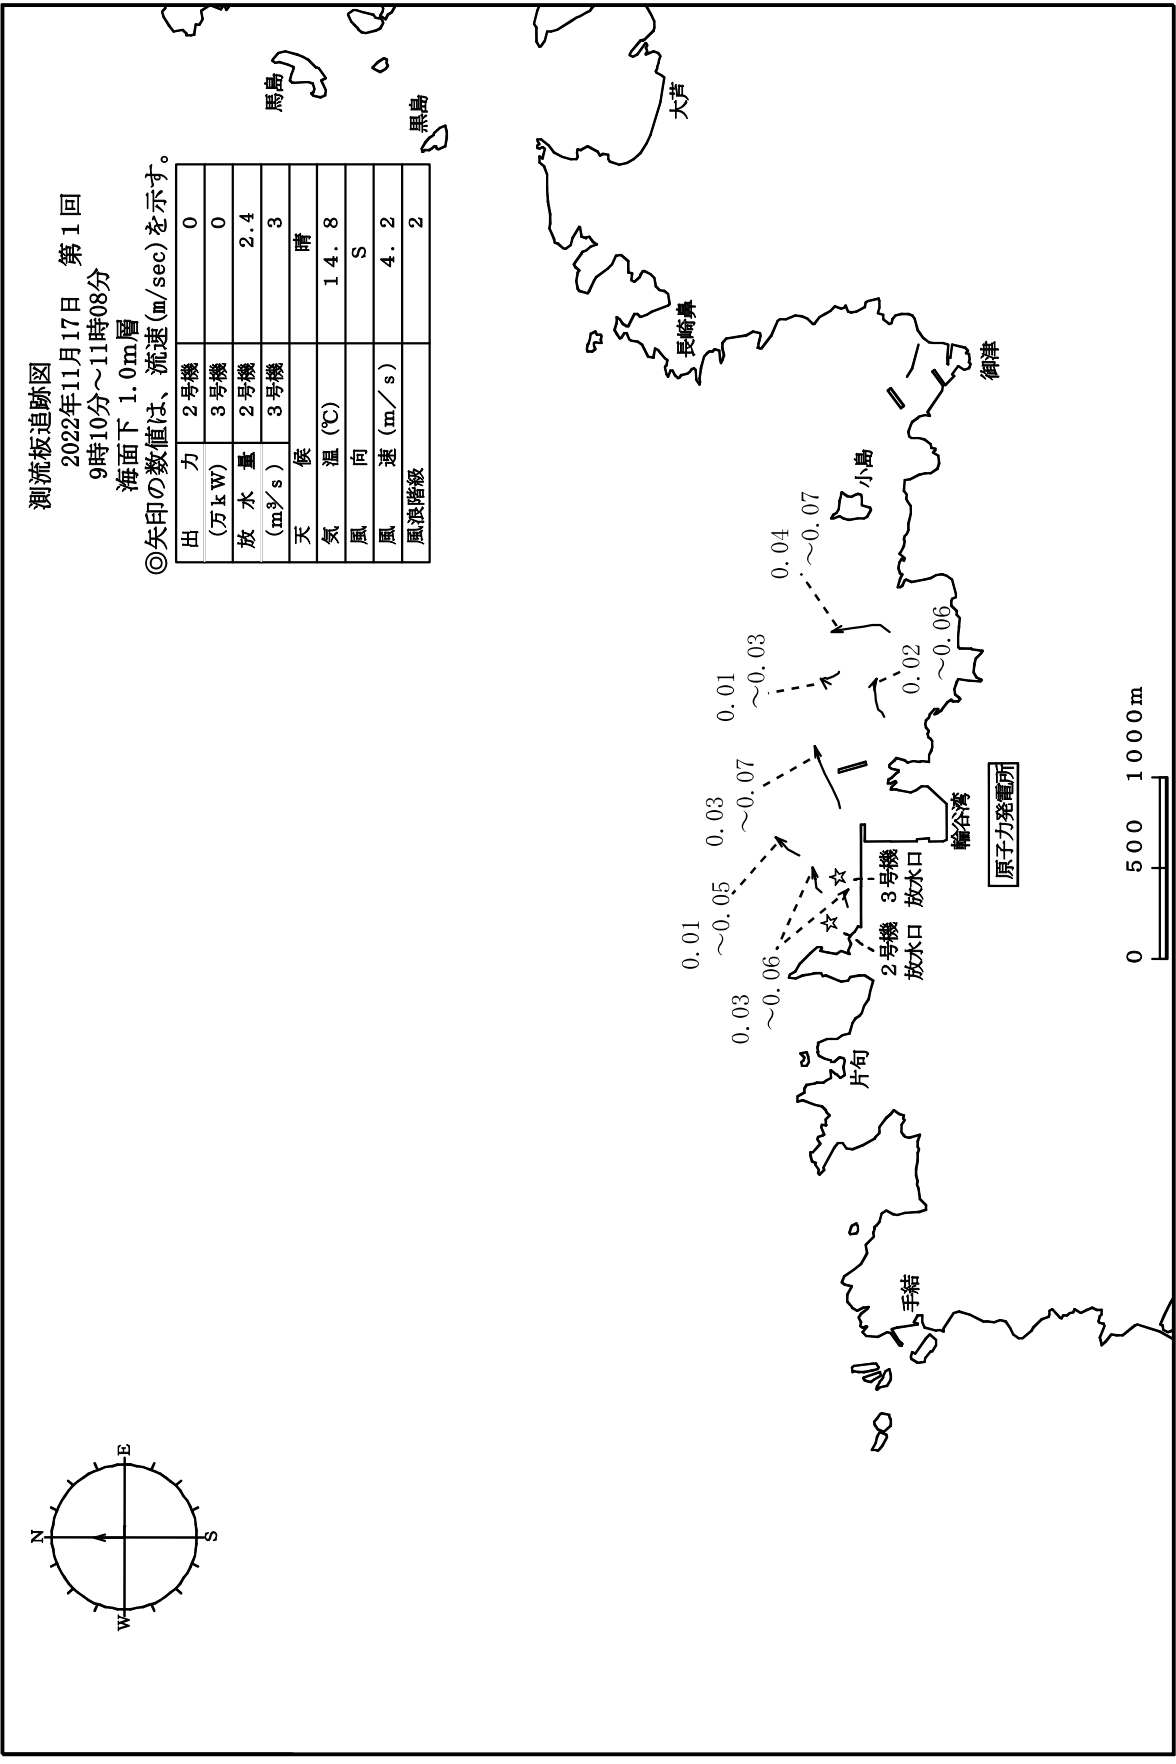 測流板追跡図
2022年11月17日 第1回
9時10分～11時08分
海面下 1.0m層
◎矢印の数値は、流速(m/sec)を示す。
出 力 2号機 0
(万kW) 3号機 0
放 水 量 2号機 2.4
(m³/s) 3号機 3
天 候 晴
気 温 (℃) 14.8
風 向 S
風 速 (m/s) 4.2
風浪階級 2
N
W
E
S
馬島
黒島
大芦
長崎鼻
御津
小島
0.04
～0.07
0.01
～0.03
0.02
～0.06
0.03
～0.07
0.01
～0.05
0.03
～0.06
2号機
放水口
3号機
放水口
輪谷湾
原子力発電所
片句
手結
0 500 1000m